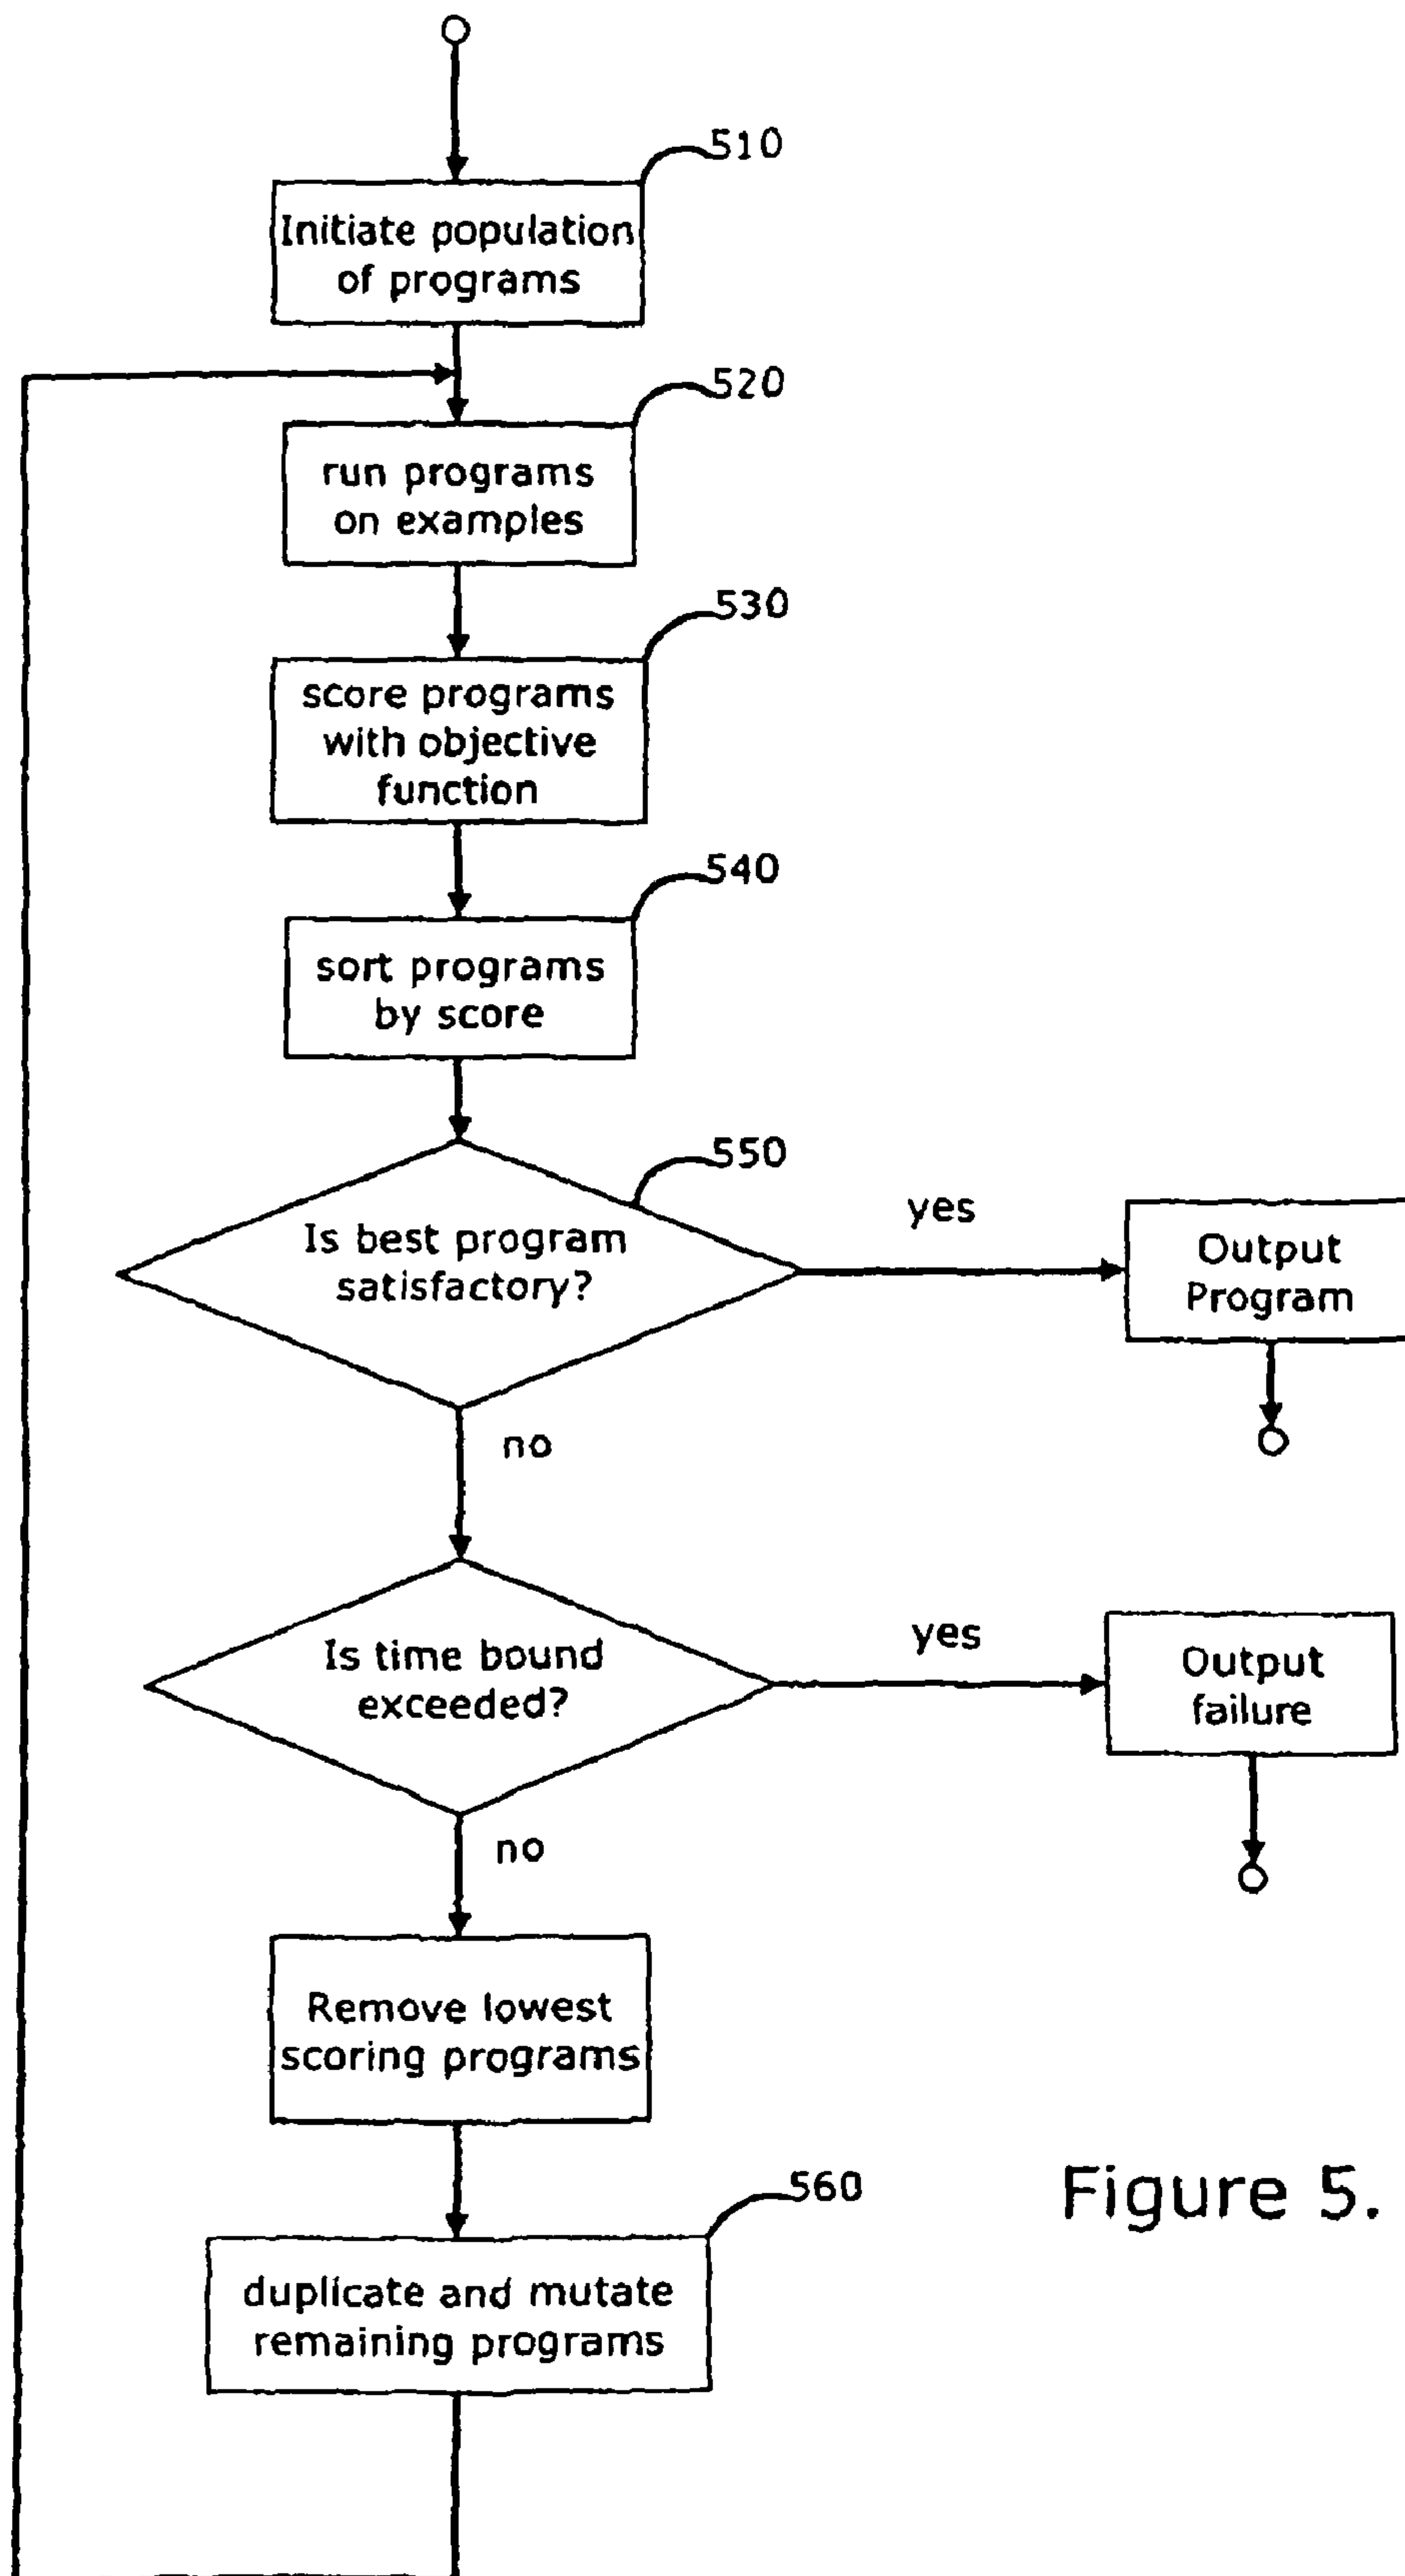 510
Initiate population
of programs
520
run programs
on examples
530
score programs
with objective
function
540
sort programs
by score
550
Is best program
satisfactory?
yes
Output
Program
no
Is time bound
exceeded?
yes
Output
failure
no
Remove lowest
scoring programs
560
duplicate and mutate
remaining programs
Figure 5.